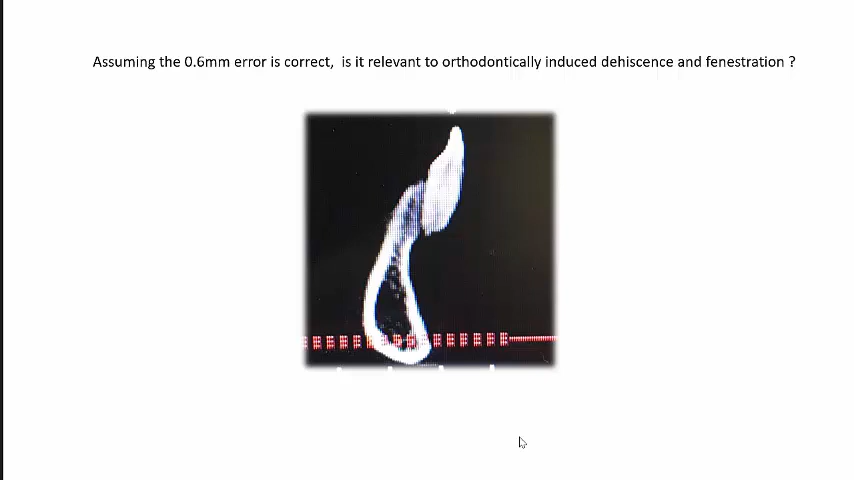 Assuming the 0.6mm error is correct,  is it relevant to orthodontically induced dehiscence and fenestration ?